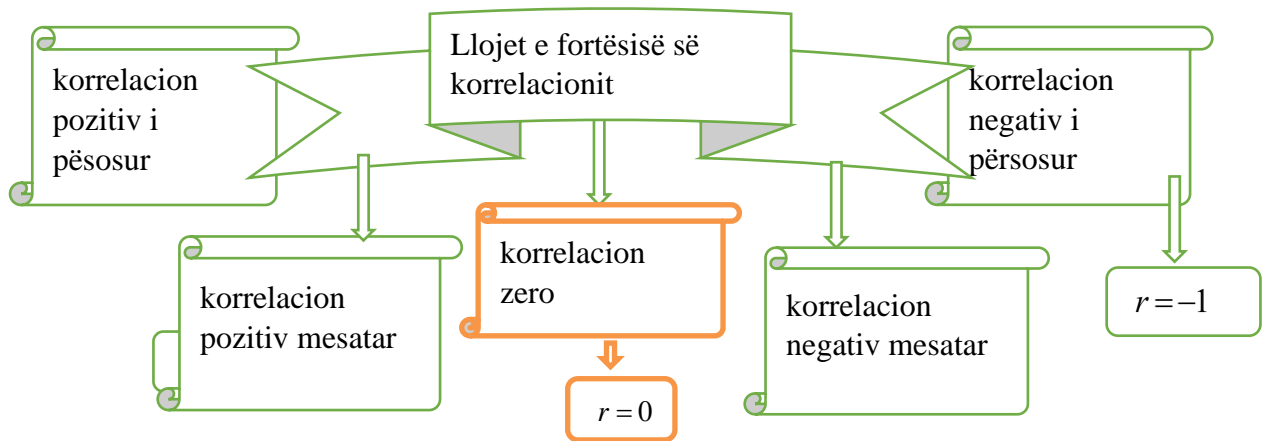 Llojet e fortësisë së
korrelacionit
korrelacion
pozitiv i
pësosur
korrelacion
negativ i
përsosur
korrelacion
pozitiv mesatar
korrelacion
zero
korrelacion
negativ mesatar
r = −1
r = 0